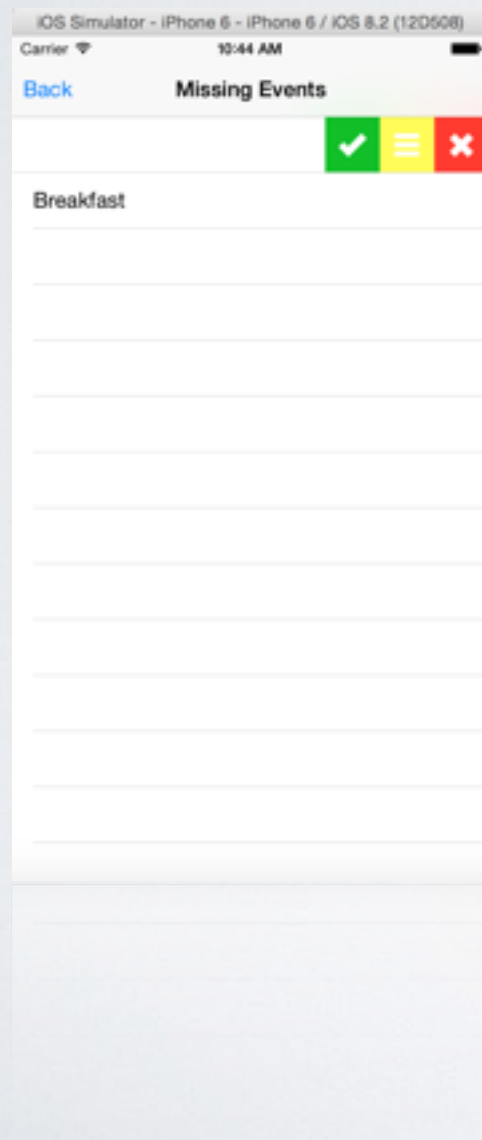 iOS Simulator - iPhone 6 - iPhone 6 / iOS 8.2 (12D508)
Carrier 10:44 AM
Back Missing Events
Breakfast